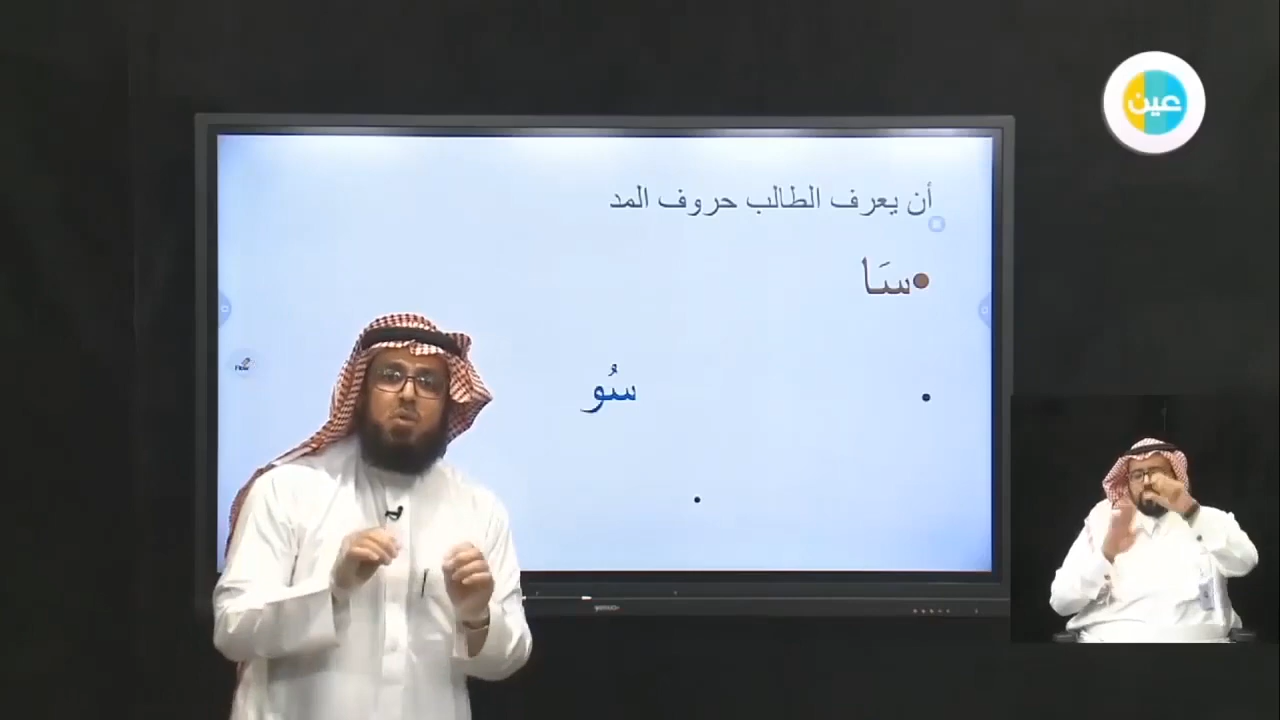 عين
أن يعرف الطالب حروف المد
•سَا
سُو
•
•